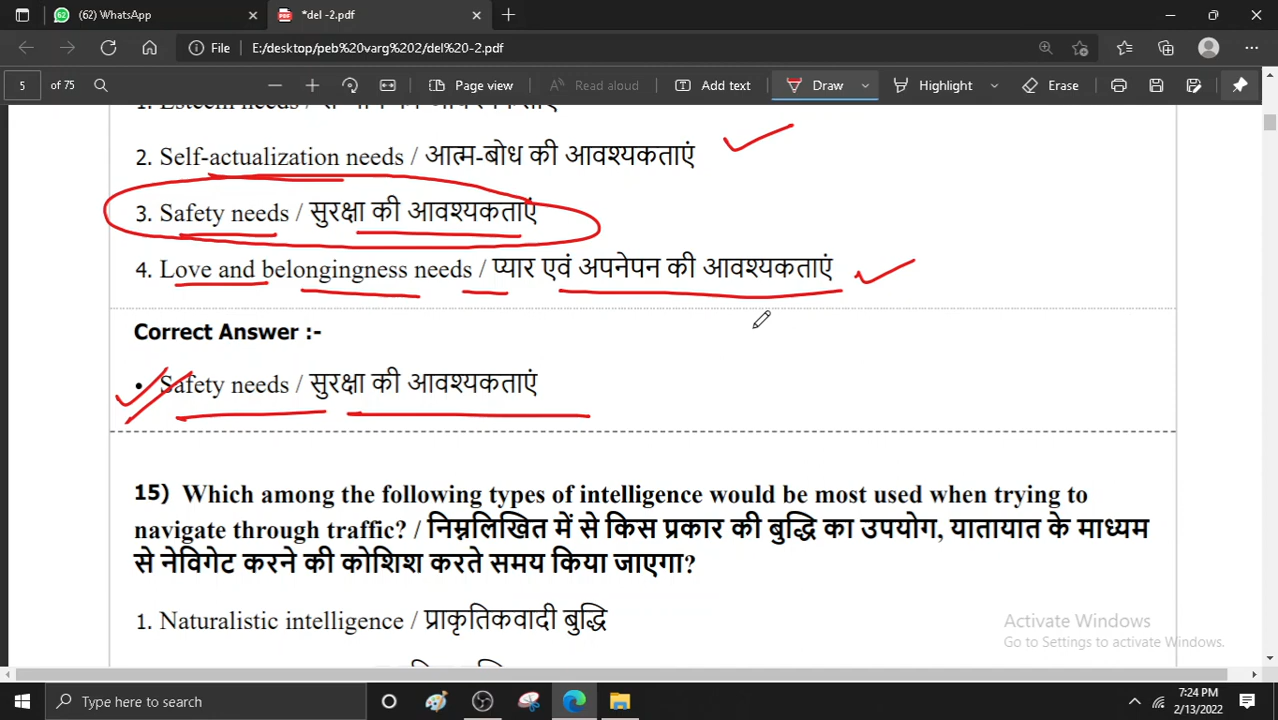 (62) WhatsApp
*del -2.pdf
File
E:/desktop/peb%20varg%202/del%20-2.pdf
5 of 75
Page view
Read aloud
Add text
Draw
Highlight
Erase
1. Esteem needs /
2. Self-actualization needs / आत्म-बोध की आवश्यकताएं
3. Safety needs / सुरक्षा की आवश्यकताएं
4. Love and belongingness needs / प्यार एवं अपनेपन की आवश्यकताएं
Correct Answer :-
• Safety needs / सुरक्षा की आवश्यकताएं
15) Which among the following types of intelligence would be most used when trying to
navigate through traffic? / निम्नलिखित में से किस प्रकार की बुद्धि का उपयोग, यातायात के माध्यम
से नेविगेट करने की कोशिश करते समय किया जाएगा?
1. Naturalistic intelligence / प्राकृतिकवादी बुद्धि
Activate Windows
Go to Settings to activate Windows.
Type here to search
7:24 PM
2/13/2022